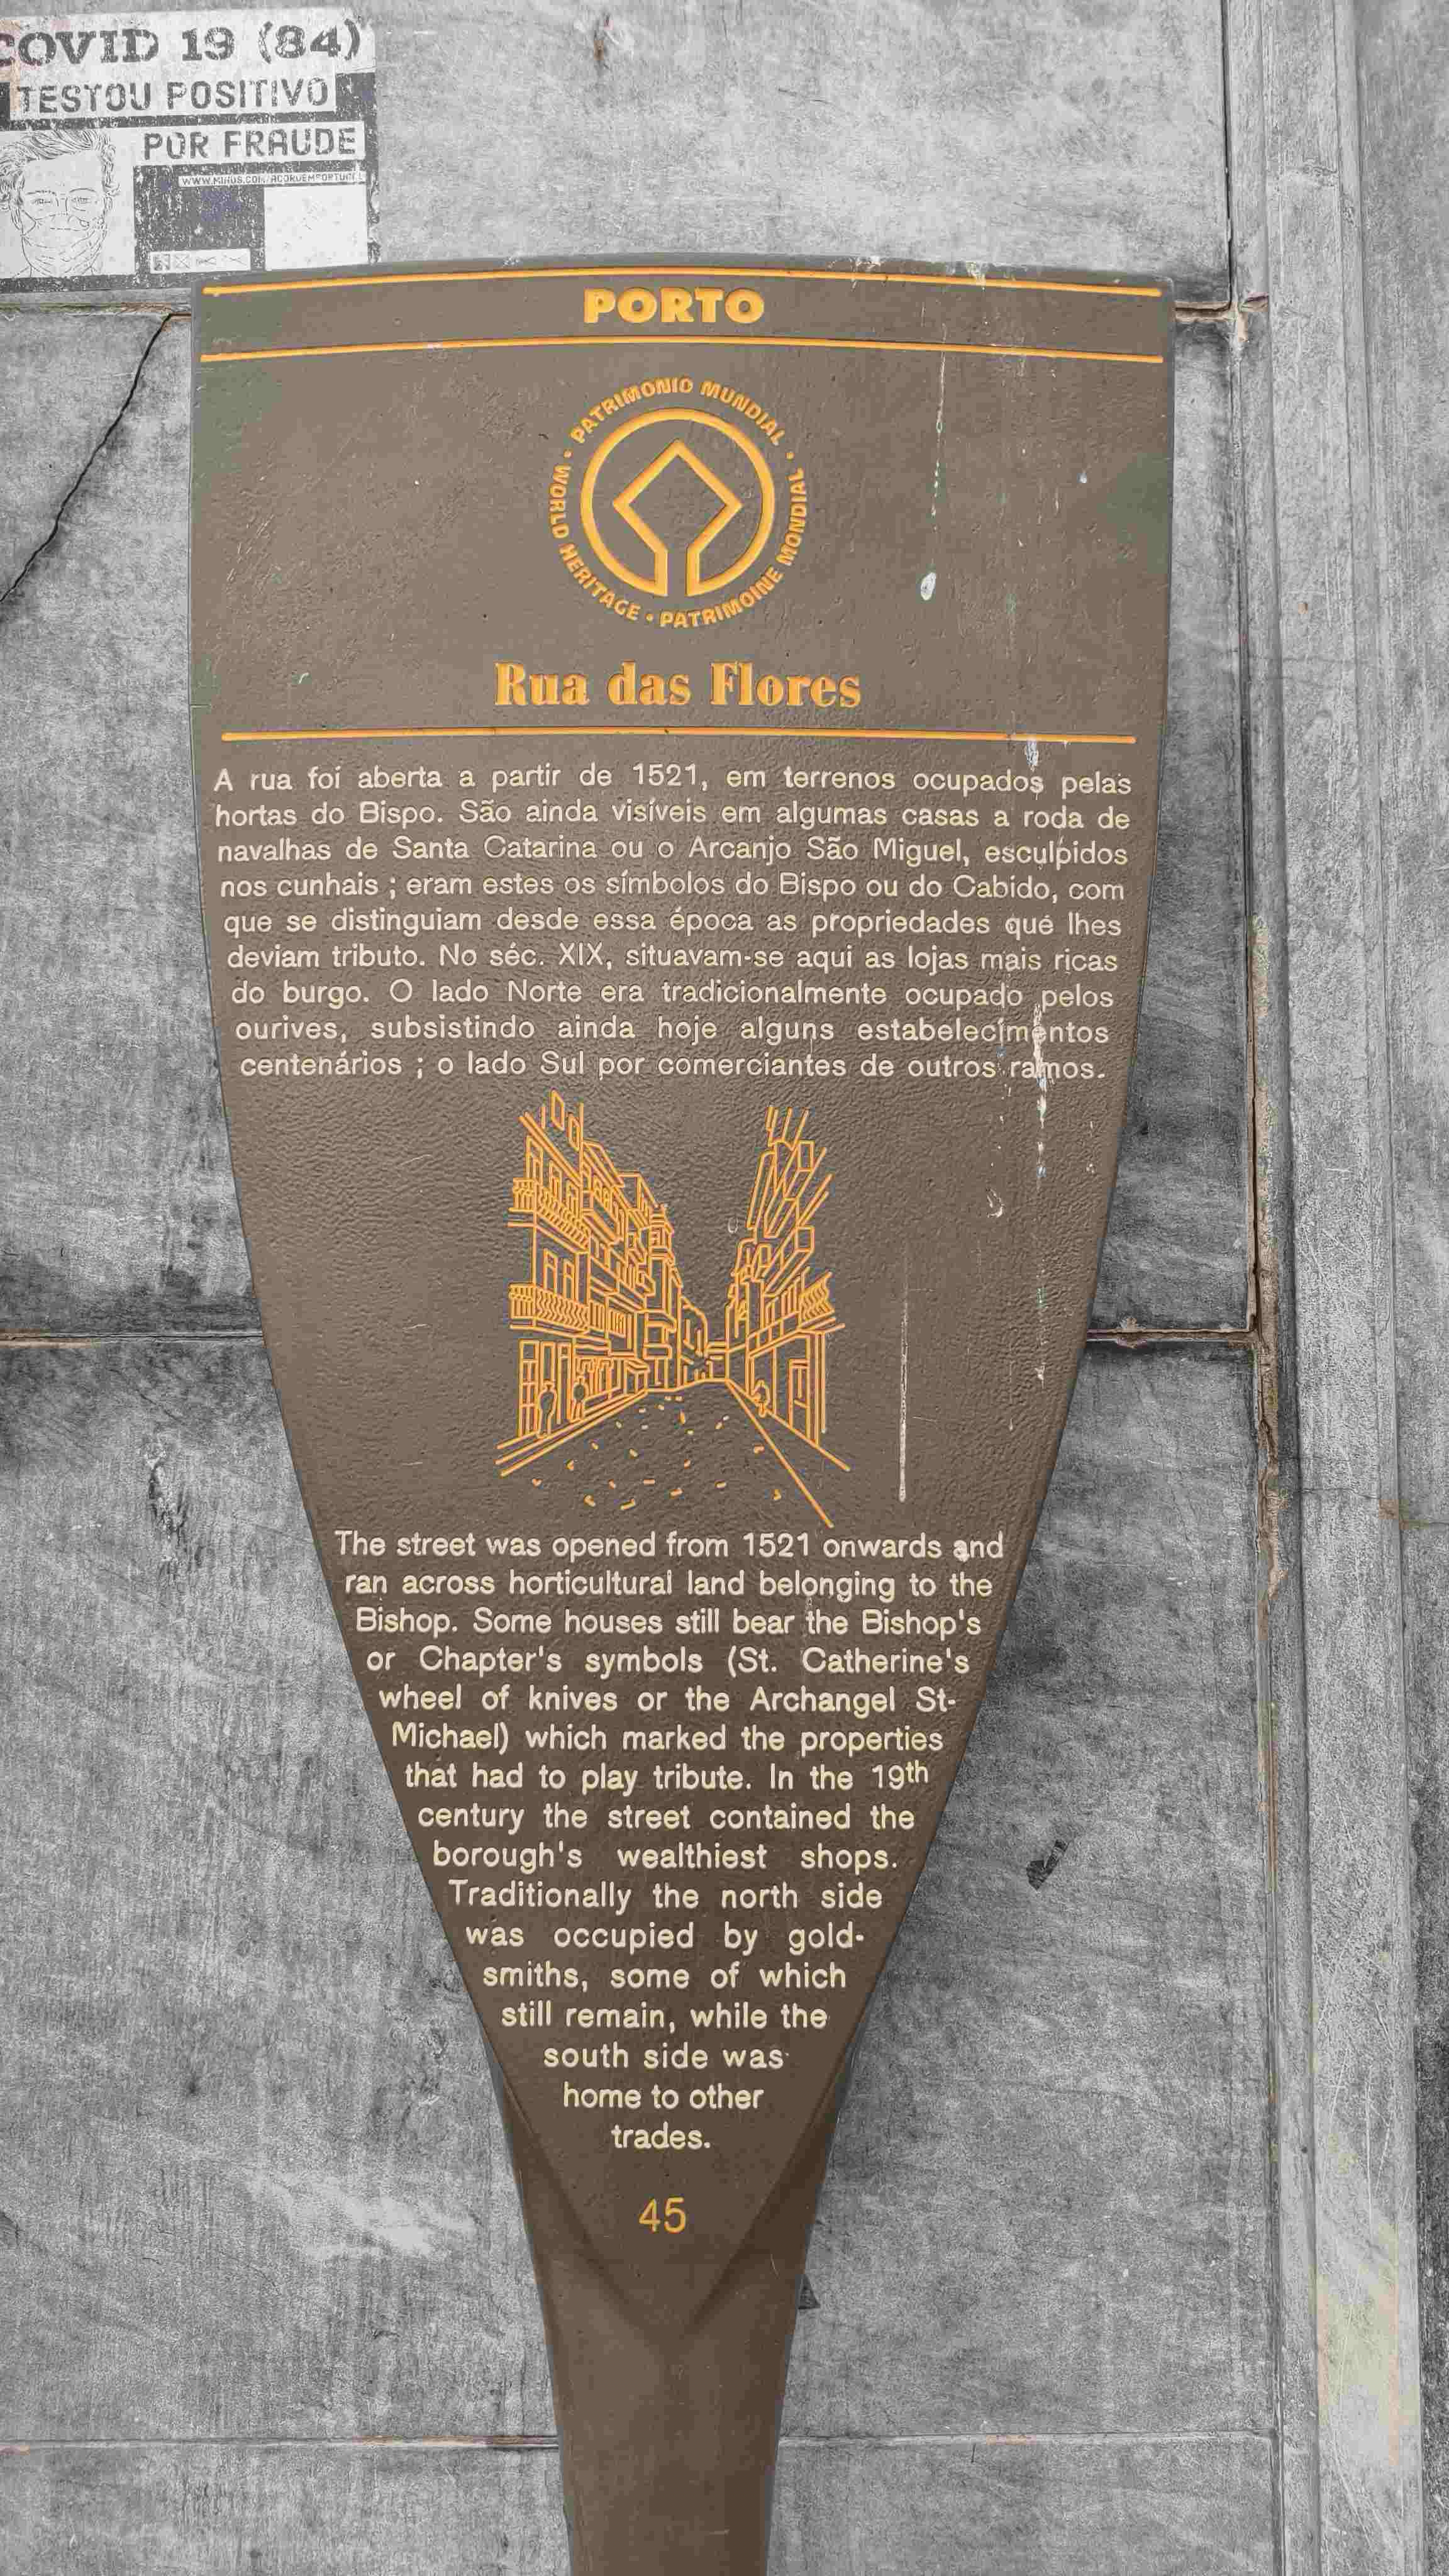 COVID 19 (84)
TESTOU POSITIVO
POR FRAUDE
PORTO
PATRIMONIO MUNDIAL • WORLD HERITAGE • PATRIMOINE MONDIAL •
Rua das Flores
A rua foi aberta a partir de 1521, em terrenos ocupados pelas
hortas do Bispo. São ainda visíveis em algumas casas a roda de
navalhas de Santa Catarina ou o Arcanjo São Miguel, esculpidos
nos cunhais ; eram estes os símbolos do Bispo ou do Cabido, com
que se distinguiam desde essa época as propriedades que lhes
deviam tributo. No séc. XIX, situavam-se aqui as lojas mais ricas
do burgo. O lado Norte era tradicionalmente ocupado pelos
ourives, subsistindo ainda hoje alguns estabelecimentos
centenários ; o lado Sul por comerciantes de outros ramos.
The street was opened from 1521 onwards and
ran across horticultural land belonging to the
Bishop. Some houses still bear the Bishop's
or Chapter's symbols (St. Catherine's
wheel of knives or the Archangel St-
Michael) which marked the properties
that had to play tribute. In the 19th
century the street contained the
borough's wealthiest shops.
Traditionally the north side
was occupied by gold-
smiths, some of which
still remain, while the
south side was
home to other
trades.
45